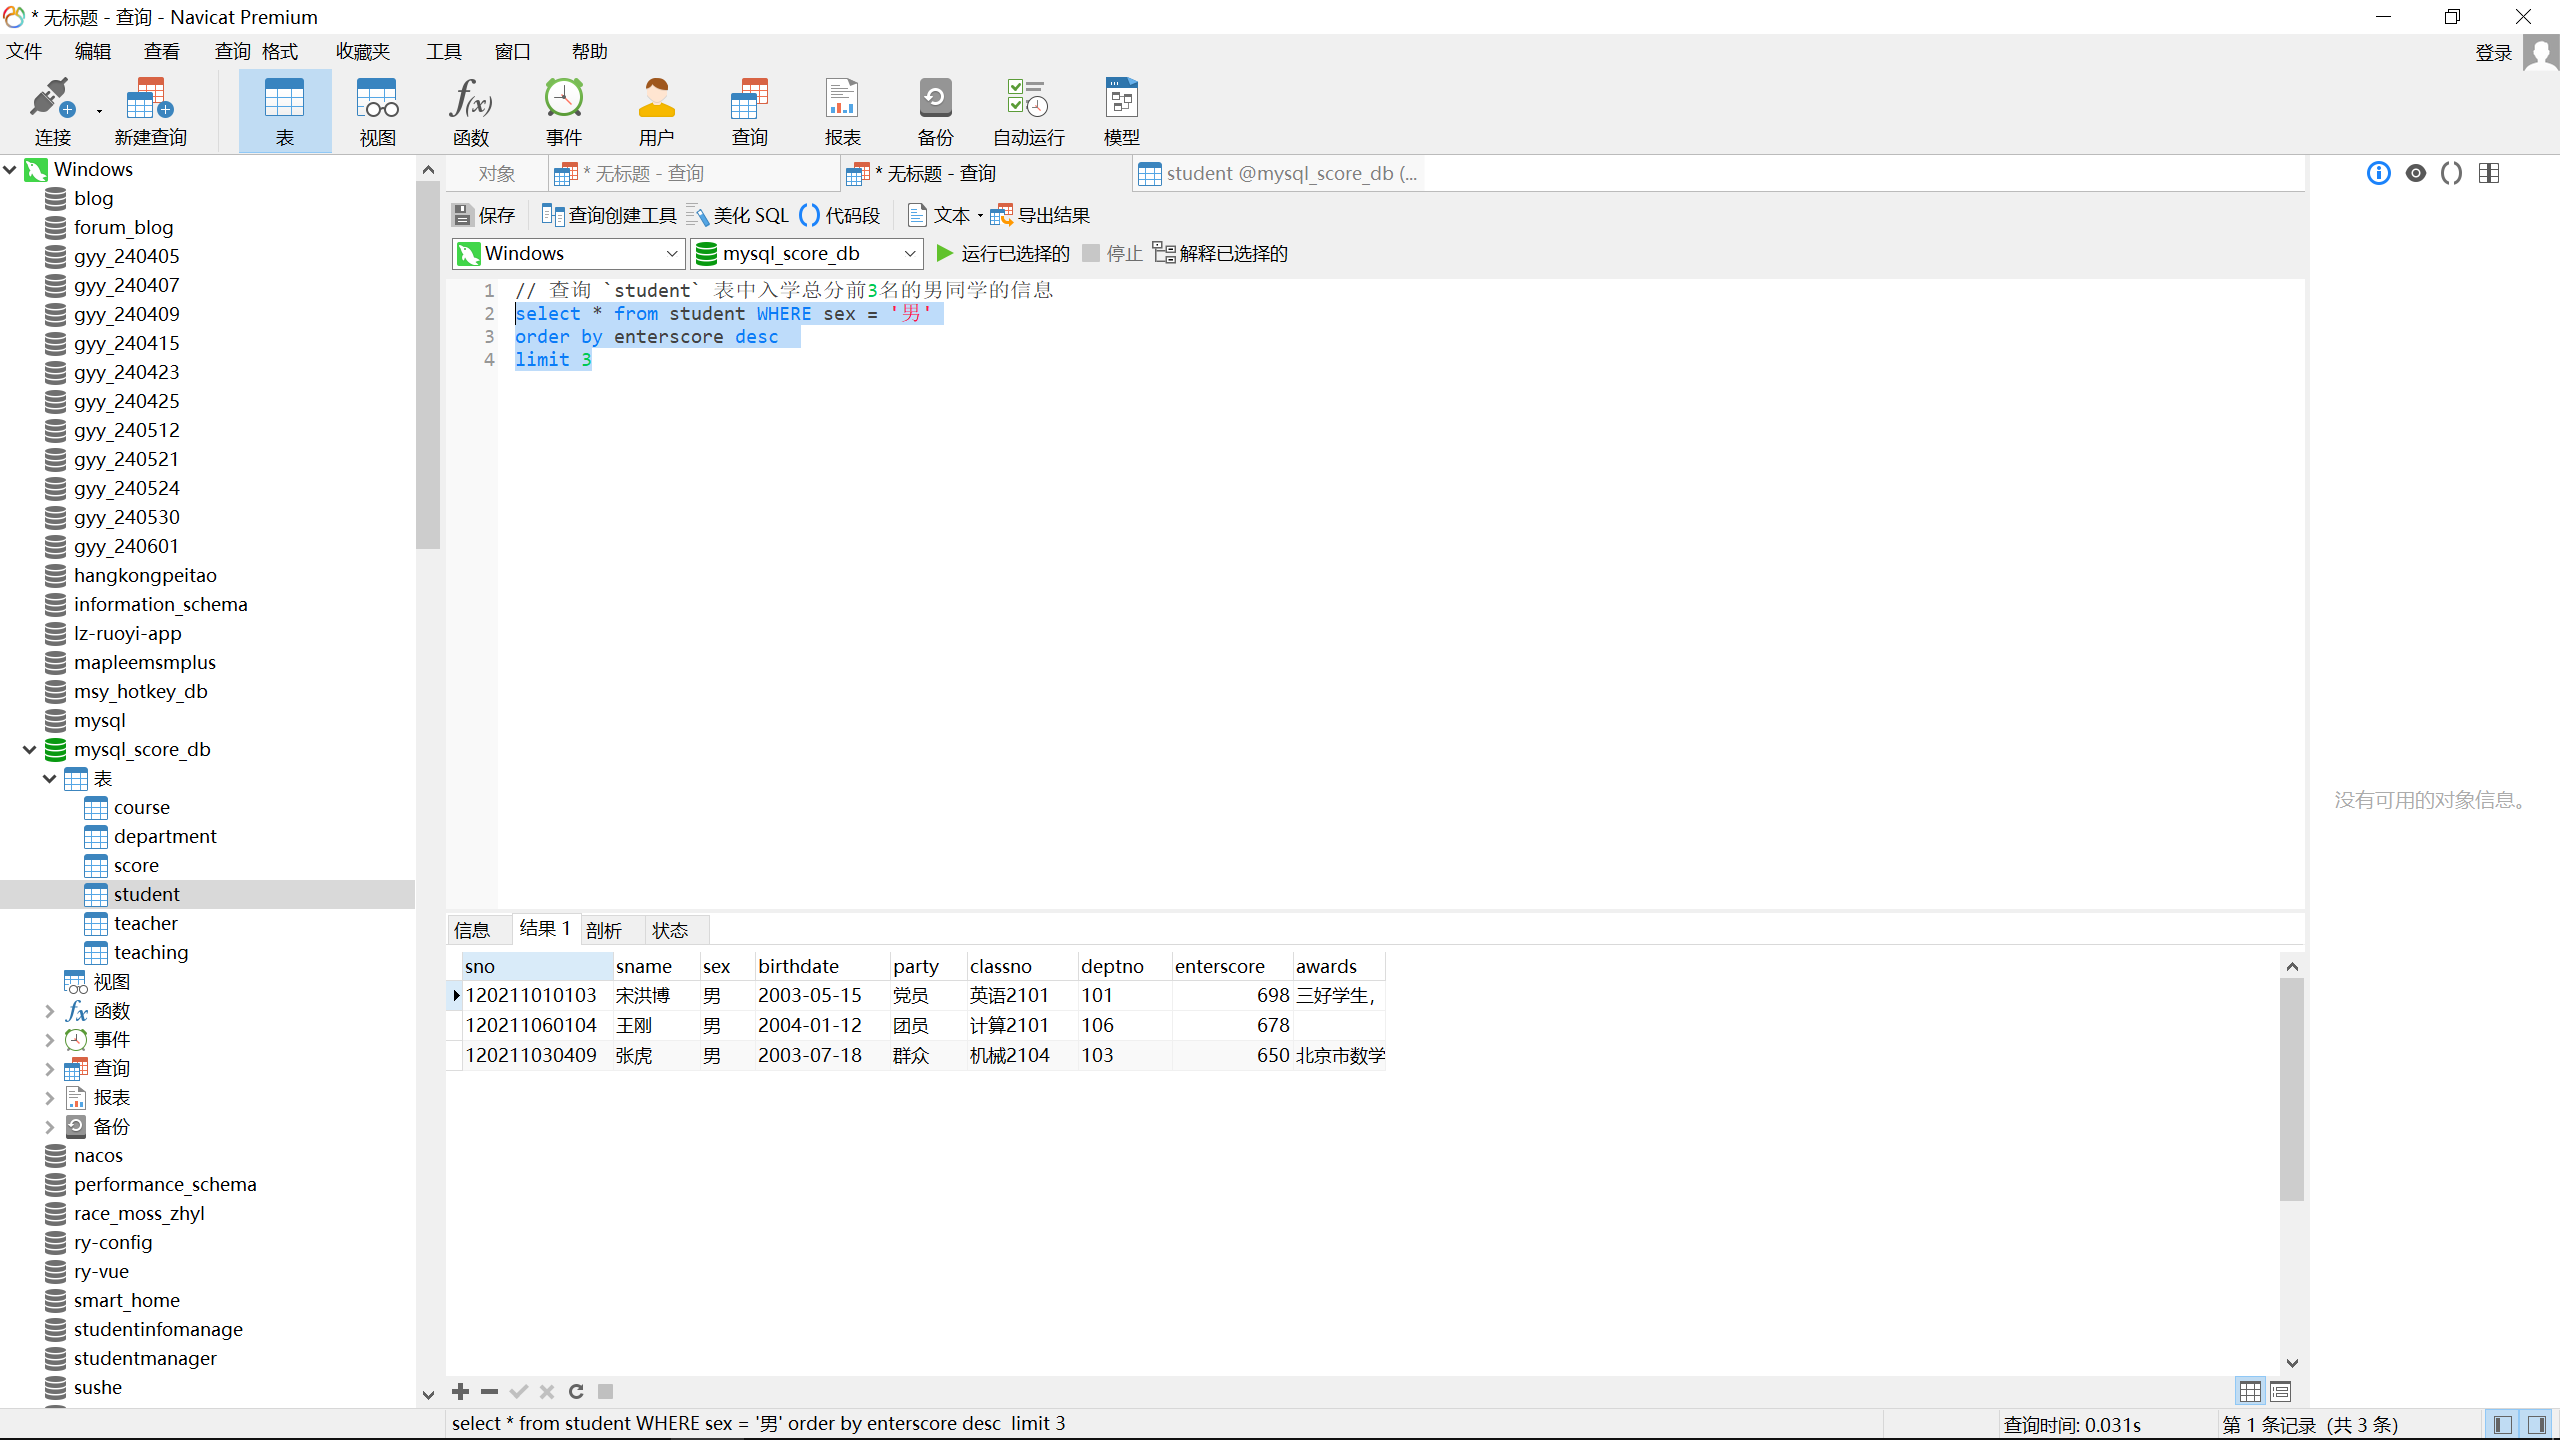 * 无标题 - 查询 - Navicat Premium
文件 编辑 查看 查询 格式 收藏夹 工具 窗口 帮助 登录
连接 新建查询 表 视图 函数 事件 用户 查询 报表 备份 自动运行 模型
Windows
blog
forum_blog
gyy_240405
gyy_240407
gyy_240409
gyy_240415
gyy_240423
gyy_240425
gyy_240512
gyy_240521
gyy_240524
gyy_240530
gyy_240601
hangkongpeitao
information_schema
lz-ruoyi-app
mapleemsmplus
msy_hotkey_db
mysql
mysql_score_db
表
course
department
score
student
teacher
teaching
视图
函数
事件
查询
报表
备份
nacos
performance_schema
race_moss_zhyl
ry-config
ry-vue
smart_home
studentinfomanage
studentmanager
sushe
对象 * 无标题 - 查询 * 无标题 - 查询 student @mysql_score_db (...
保存 查询创建工具 美化 SQL 代码段 文本 导出结果
Windows mysql_score_db 运行已选择的 停止 解释已选择的
1 // 查询 `student` 表中入学总分前3名的男同学的信息
2 select * from student WHERE sex = '男'
3 order by enterscore desc
4 limit 3
没有可用的对象信息。
信息 结果 1 剖析 状态
sno sname sex birthdate party classno deptno enterscore awards
120211010103 宋洪博 男 2003-05-15 党员 英语2101 101 698 三好学生，
120211060104 王刚 男 2004-01-12 团员 计算2101 106 678
120211030409 张虎 男 2003-07-18 群众 机械2104 103 650 北京市数学
select * from student WHERE sex = '男' order by enterscore desc  limit 3 查询时间: 0.031s 第 1 条记录 (共 3 条)